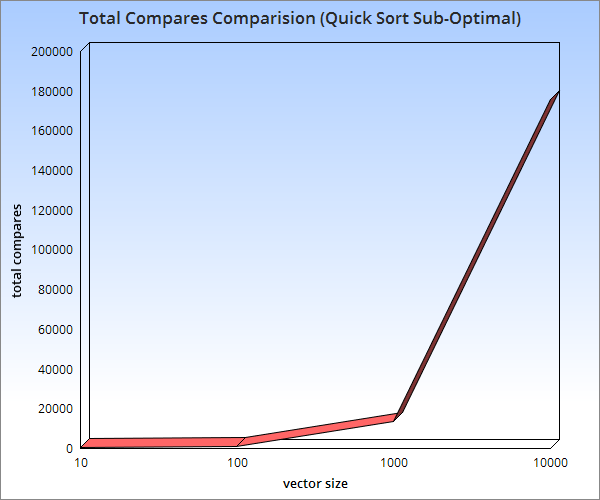 Total Compares Comparision (Quick Sort Sub-Optimal)
200000
180000
160000
140000
120000
100000
80000
60000
40000
20000
0
total compares
10 100 1000 10000
vector size